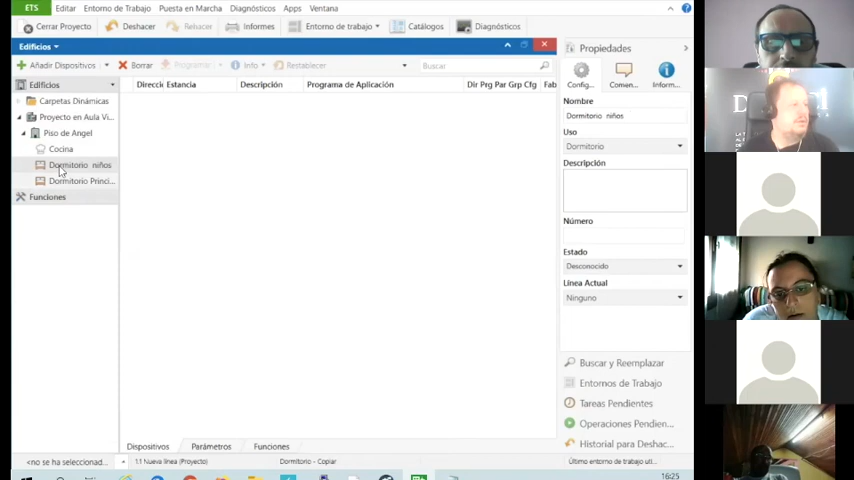 ETS Editar Entorno de Trabajo Puesta en Marcha Diagnósticos Apps Ventana
Cerrar Proyecto Deshacer Rehacer Informes Entorno de trabajo Catálogos Diagnósticos
Edificios
Añadir Dispositivos Borrar Programar Info Restablecer Buscar
Edificios
Direcci Estancia Descripción Programa de Aplicación Dir Prg Par Grp Cfg Fab
Carpetas Dinámicas
Proyecto en Aula Vi...
Piso de Angel
Cocina
Dormitorio niños
Dormitorio Princi...
Funciones
Propiedades
Config... Comen... Inform...
Nombre
Dormitorio niños
Uso
Dormitorio
Descripción
Número
Estado
Desconocido
Línea Actual
Ninguno
Buscar y Reemplazar
Entornos de Trabajo
Tareas Pendientes
Operaciones Pendien...
Historial para Deshac...
Dispositivos Parámetros Funciones
<no se ha seleccionad... 1.1 Nueva línea (Proyecto) Dormitorio - Copiar Último entorno de trabajo uti...
16:25